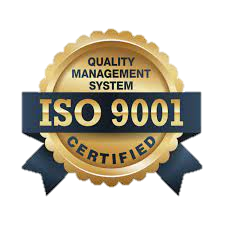 QUALITY
MANAGEMENT
SYSTEM
ISO 9001
CERTIFIED